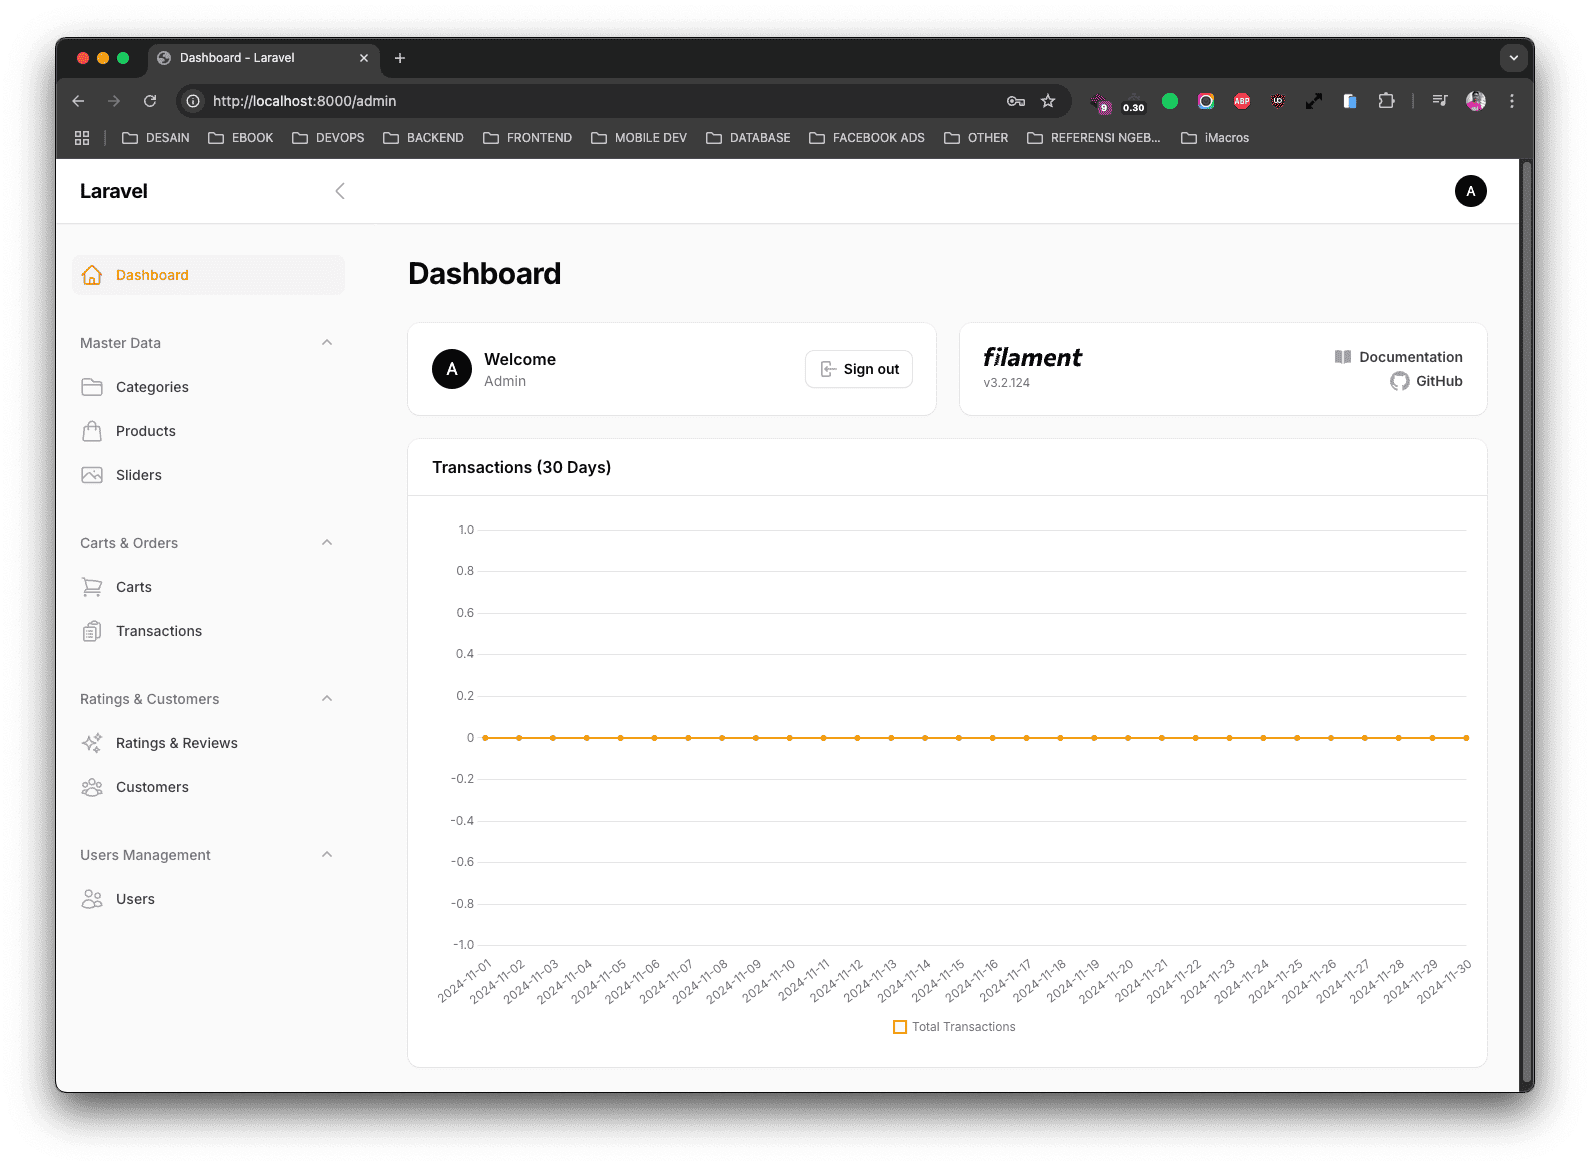 Dashboard - Laravel
http://localhost:8000/admin
9
0.30
ABP
DESAIN
EBOOK
DEVOPS
BACKEND
FRONTEND
MOBILE DEV
DATABASE
FACEBOOK ADS
OTHER
REFERENSI NGEB...
iMacros
Laravel
A
Dashboard
Master Data
Categories
Products
Sliders
Carts & Orders
Carts
Transactions
Ratings & Customers
Ratings & Reviews
Customers
Users Management
Users
Dashboard
A
Welcome
Admin
Sign out
filament
v3.2.124
Documentation
GitHub
Transactions (30 Days)
1.0
0.8
0.6
0.4
0.2
0
-0.2
-0.4
-0.6
-0.8
-1.0
2024-11-01
2024-11-02
2024-11-03
2024-11-04
2024-11-05
2024-11-06
2024-11-07
2024-11-08
2024-11-09
2024-11-10
2024-11-11
2024-11-12
2024-11-13
2024-11-14
2024-11-15
2024-11-16
2024-11-17
2024-11-18
2024-11-19
2024-11-20
2024-11-21
2024-11-22
2024-11-23
2024-11-24
2024-11-25
2024-11-26
2024-11-27
2024-11-28
2024-11-29
2024-11-30
Total Transactions